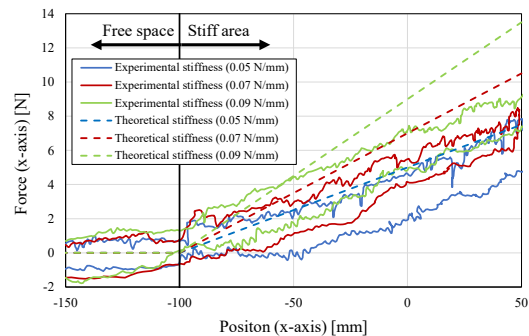 14
12
10
8
6
4
2
0
-2
Force (x-axis) [N]
Free space
Stiff area
Experimental stiffness (0.05 N/mm)
Experimental stiffness (0.07 N/mm)
Experimental stiffness (0.09 N/mm)
Theoretical stiffness (0.05 N/mm)
Theoretical stiffness (0.07 N/mm)
Theoretical stiffness (0.09 N/mm)
-150 -100 -50 0 50
Positon (x-axis) [mm]